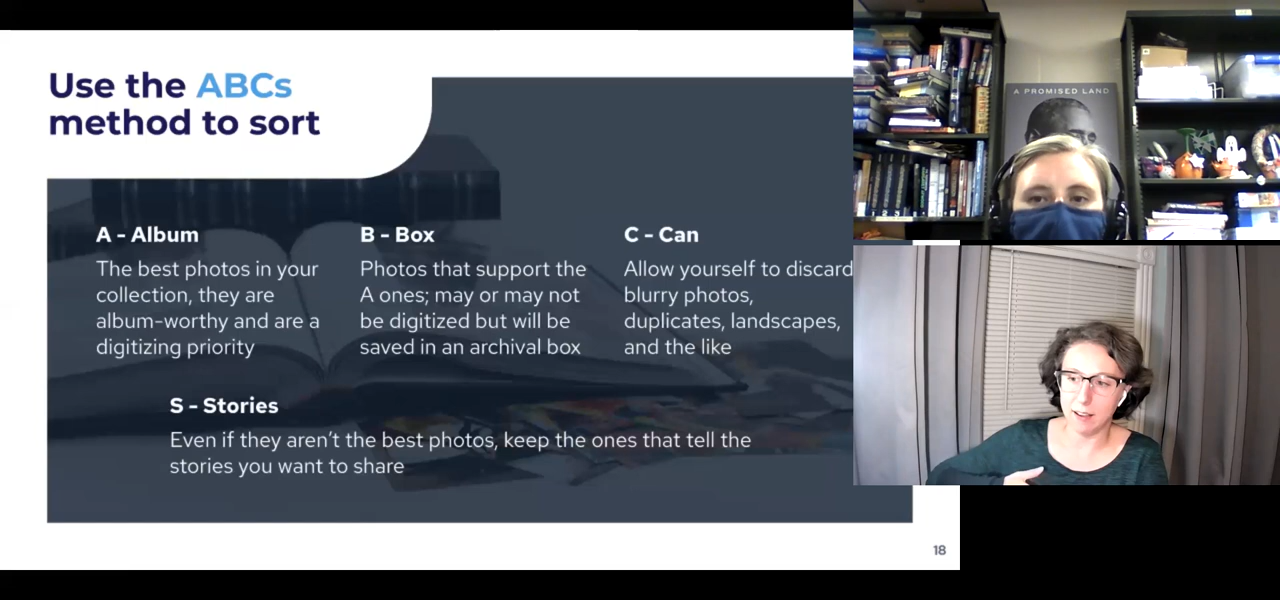 Use the ABCs
method to sort
A - Album
The best photos in your
collection, they are
album-worthy and are a
digitizing priority
B - Box
Photos that support the
A ones; may or may not
be digitized but will be
saved in an archival box
C - Can
Allow yourself to discard
blurry photos,
duplicates, landscapes,
and the like
S - Stories
Even if they aren't the best photos, keep the ones that tell the
stories you want to share
18
A PROMISED LAND